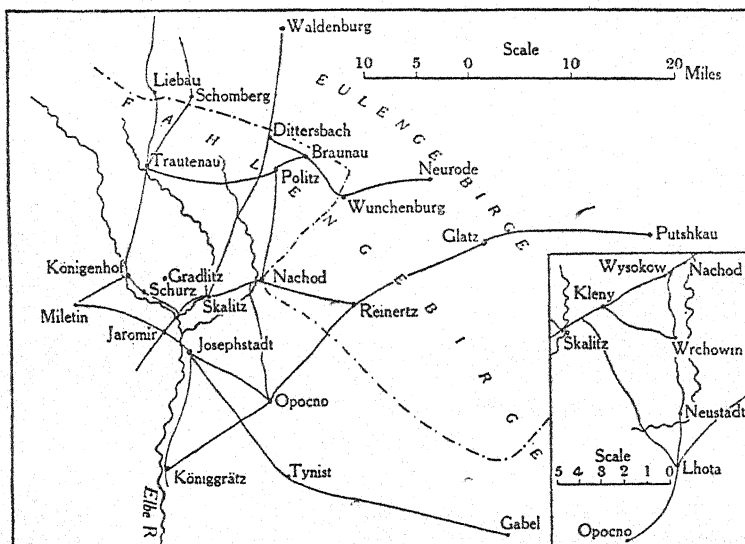 Waldenburg
Scale
10 5 0 10 20 Miles
Liebau
Schomberg
EULENGEBIRGE
FAHLENGEBIRGE
Dittersbach
Braunau
Trautenau
Politz
Neurode
Wunchenburg
Glatz
Putshkau
Königenhof
Gradlitz
Schurz
Nachod
Skalitz
Miletin
Reinertz
Jaromir
Josephstadt
Opocno
Königgrätz
Tynist
Gabel
Elbe R
Wysokow
Nachod
Kleny
Skalitz
Wrchowin
Neustadt
Scale
5 4 3 2 1 0
Lhota
Opocno